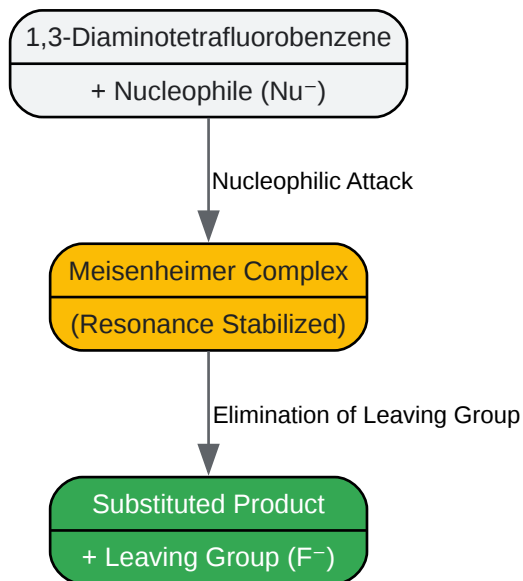 1,3-Diaminotetrafluorobenzene
+ Nucleophile (Nu⁻)
Nucleophilic Attack
Meisenheimer Complex
(Resonance Stabilized)
Elimination of Leaving Group
Substituted Product
+ Leaving Group (F⁻)